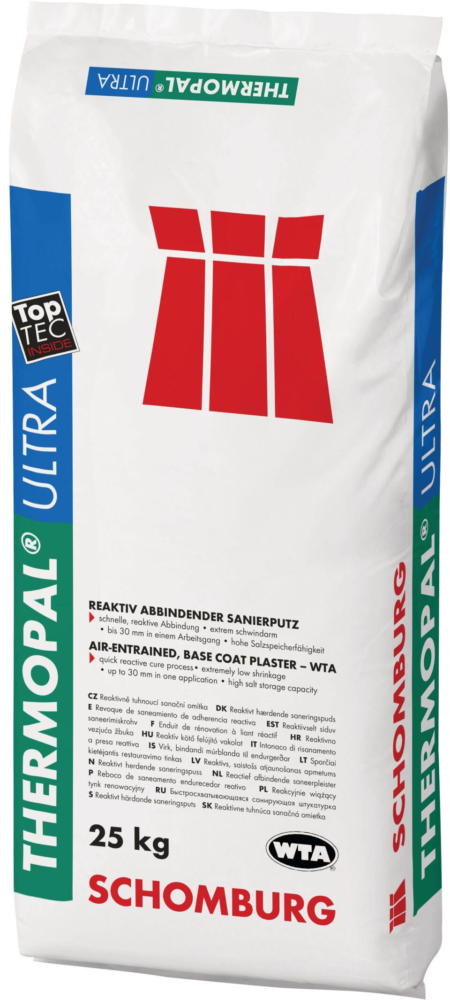 THERMOPAL® ULTRA
Top
TEC
INSIDE
THERMOPAL® ULTRA
REAKTIV ABBINDENDER SANIERPUTZ
schnelle, reaktive Abbindung • extrem schwindarm
• bis 30 mm in einem Arbeitsgang • hohe Salzspeicherfähigkeit
AIR-ENTRAINED, BASE COAT PLASTER – WTA
quick reactive cure process • extremely low shrinkage
• up to 30 mm in one application • high salt storage capacity
CZ Reaktivně tuhnoucí sanační omítka DK Reaktivt hærdende saneringspuds
E Revoque de saneamiento de adherencia reactiva EST Reaktiivselt siduv
saneerimiskrohv F Enduit de rénovation à liant réactif HR Reaktivno
vezjuća žbuka HU Reaktív kötő felújító vakolat IT Intonaco di risanamento
a presa reattiva IS Virk, bindandi múrblanda til endurgerðar LT Sparčiai
kietėjantis restauravimo tinkas LV Reaktīvs, saistošs atjaunošanas apmetums
N Reaktivt herdende saneringspuss NL Reactief afbindende saneerpleister
P Reboco de saneamento endurecedor reativo PL Reakcyjnie wiążący
tynk renowacyjny RU Быстросхватывающаяся санирующая штукатурка
S Reaktivt härdande saneringsputs SK Reaktívne tuhnúca sanačná omietka
25 kg
WTA®
SCHOMBURG
SCHOMBURG
THERMOPAL® ULTRA